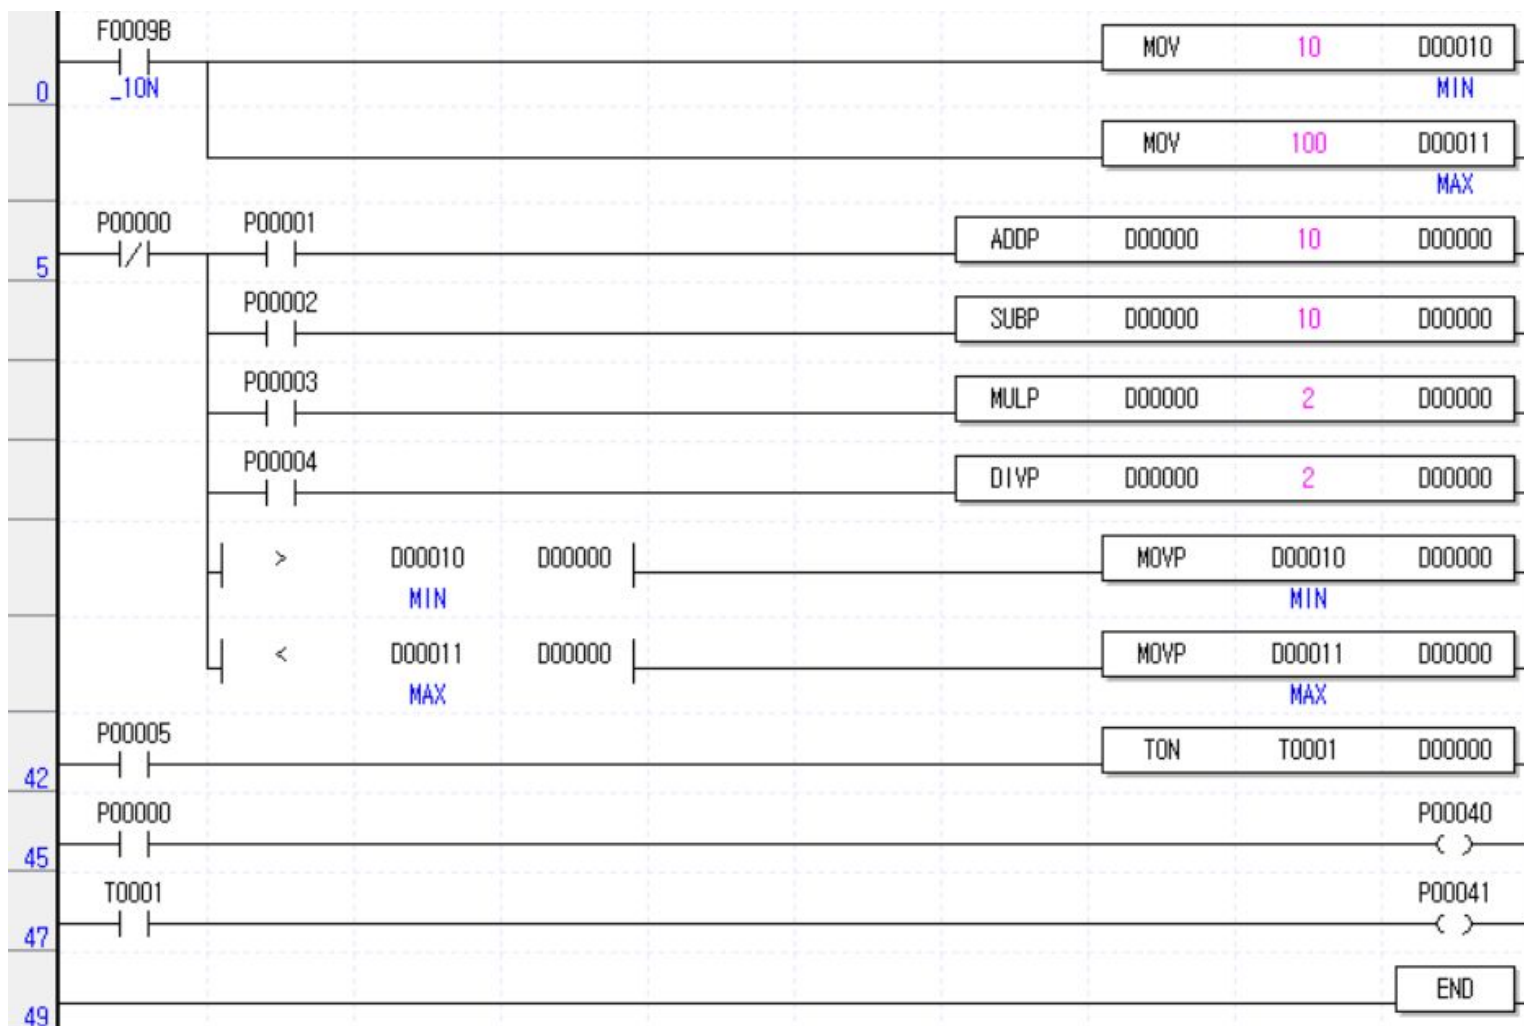 F0009B
MOV 10 D00010
0 _1ON MIN
MOV 100 D00011
MAX
P00000 P00001
ADDP D00000 10 D00000
5
P00002
SUBP D00000 10 D00000
P00003
MULP D00000 2 D00000
P00004
DIVP D00000 2 D00000
> D00010 D00000 MOVP D00010 D00000
MIN MIN
< D00011 D00000 MOVP D00011 D00000
MAX MAX
P00005
TON T0001 D00000
42
P00000 P00040
45
T0001 P00041
47
END
49